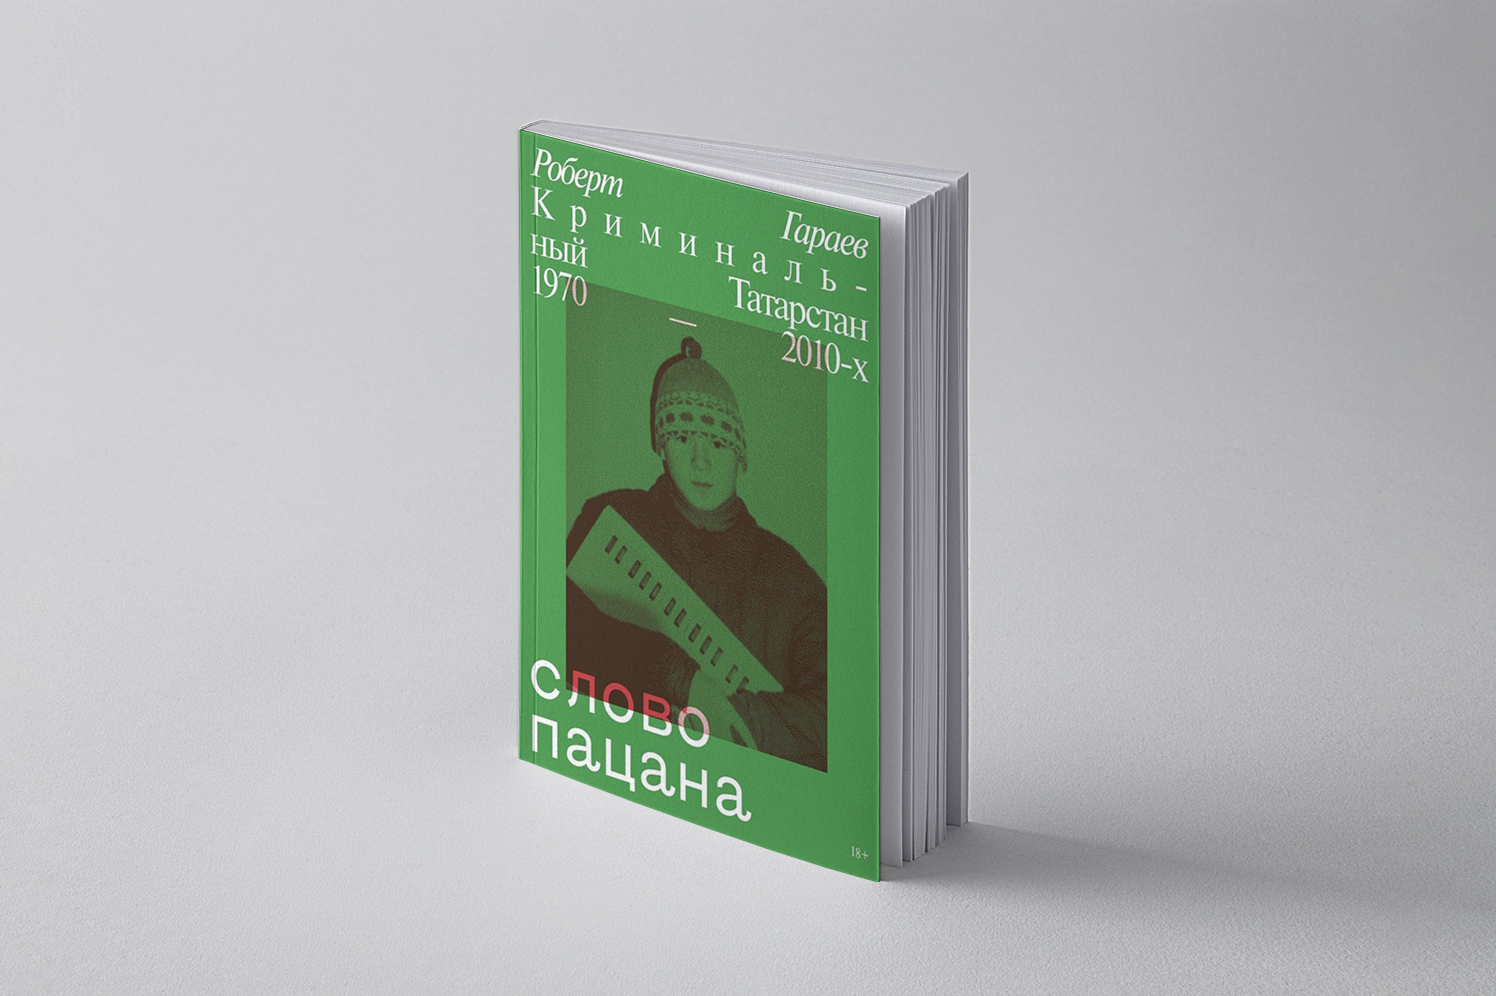 Роберт Гараев
Криминаль-
ный Татарстан
1970 — 2010-х
слово
пацана
18+